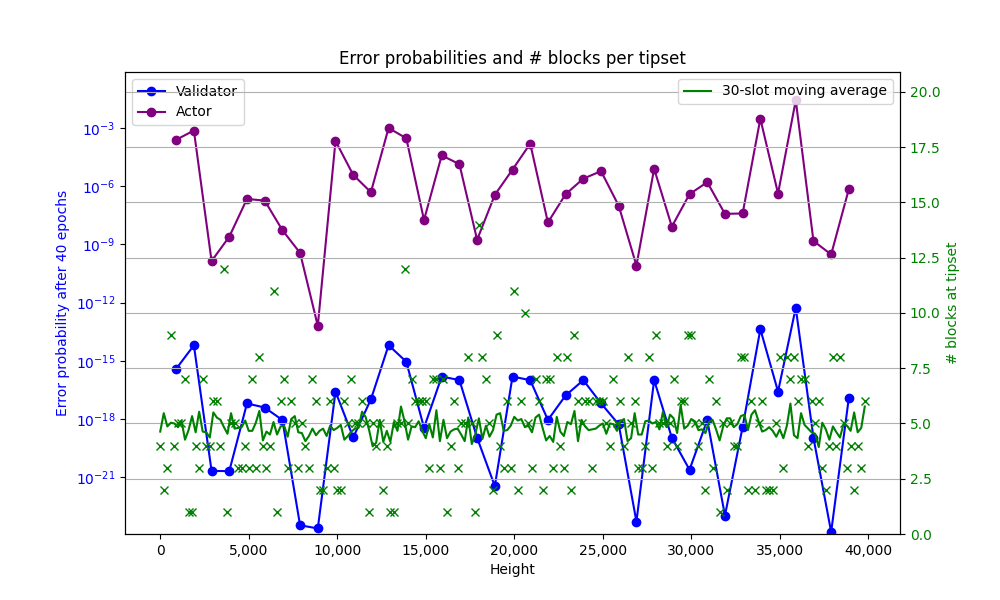 Error probabilities and # blocks per tipset
Validator
Actor
30-slot moving average
Error probability after 40 epochs
10⁻³
10⁻⁶
10⁻⁹
10⁻¹²
10⁻¹⁵
10⁻¹⁸
10⁻²¹
20.0
17.5
15.0
12.5
10.0
7.5
5.0
2.5
0.0
# blocks at tipset
0 5,000 10,000 15,000 20,000 25,000 30,000 35,000 40,000
Height